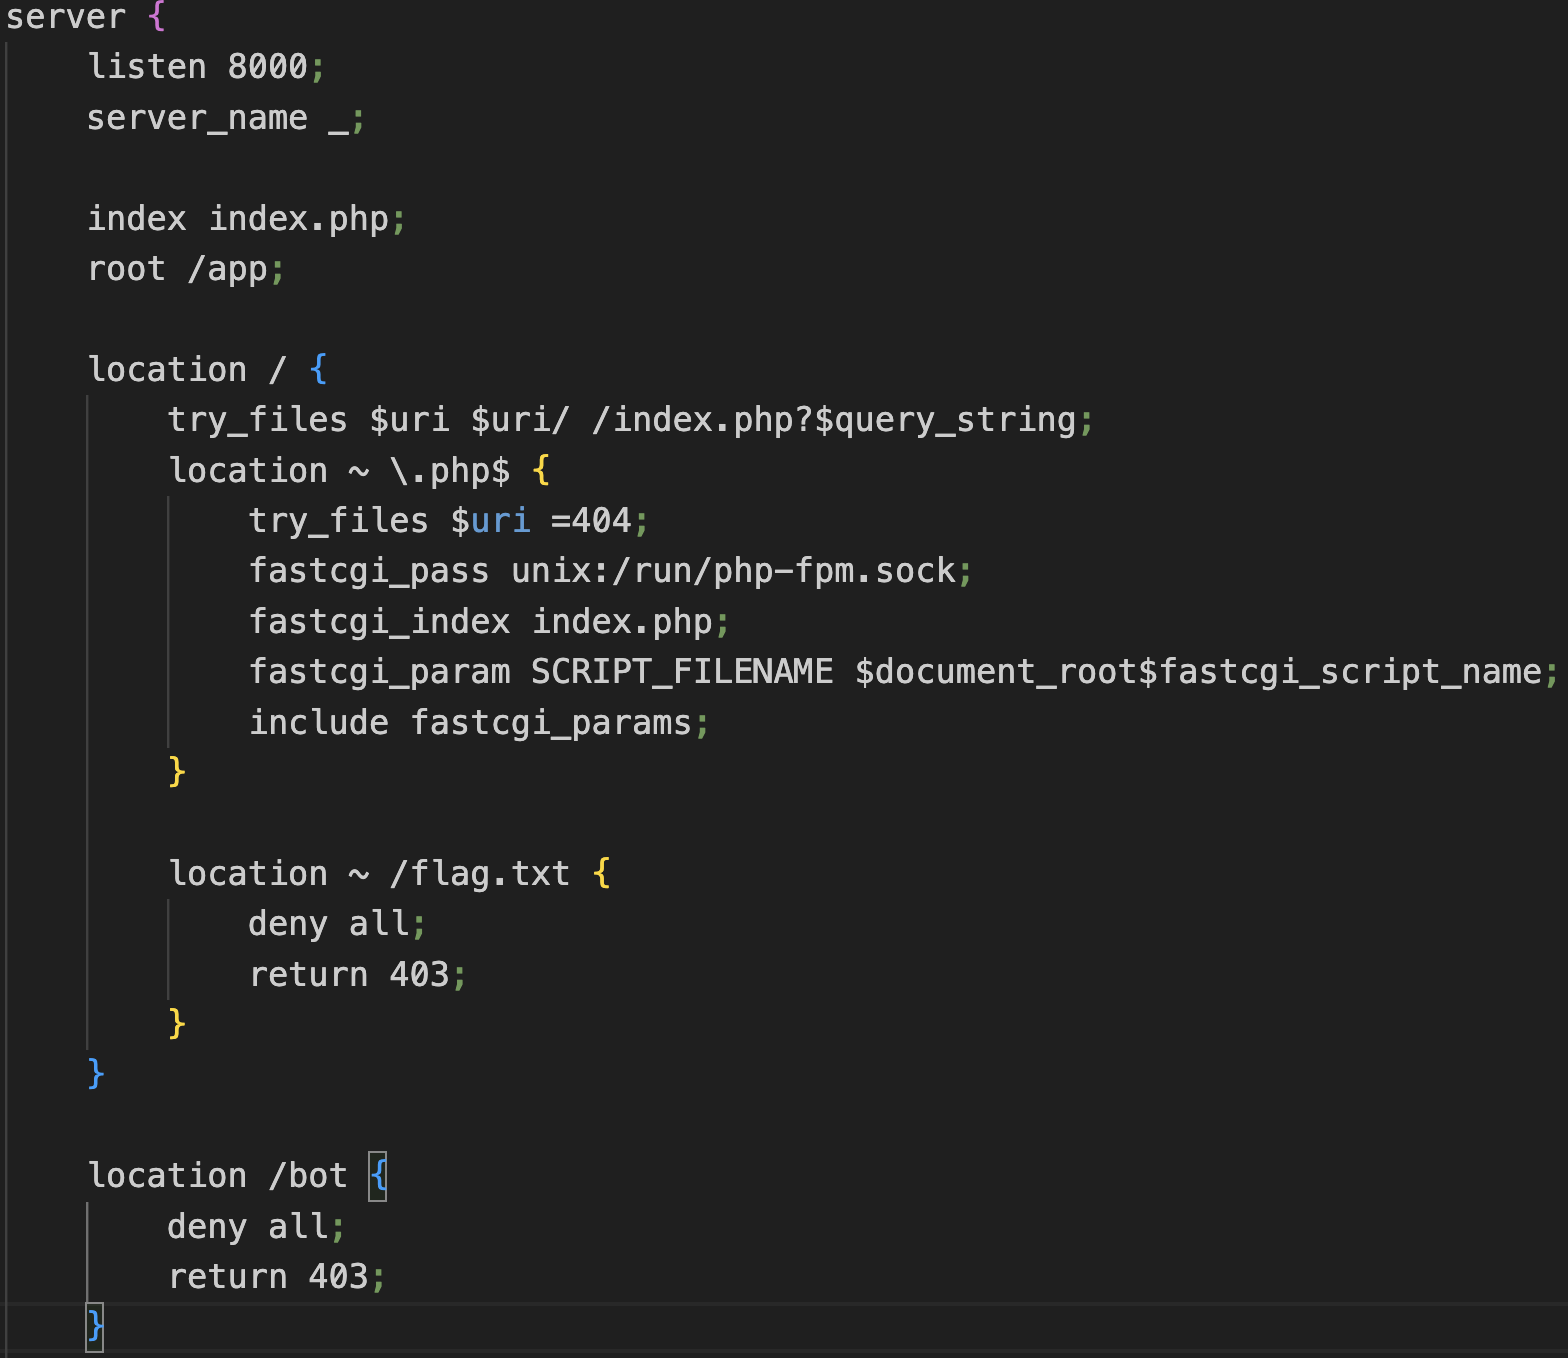 server {
    listen 8000;
    server_name _;

    index index.php;
    root /app;

    location / {
        try_files $uri $uri/ /index.php?$query_string;
        location ~ \.php$ {
            try_files $uri =404;
            fastcgi_pass unix:/run/php-fpm.sock;
            fastcgi_index index.php;
            fastcgi_param SCRIPT_FILENAME $document_root$fastcgi_script_name;
            include fastcgi_params;
        }

        location ~ /flag.txt {
            deny all;
            return 403;
        }
    }

    location /bot {
        deny all;
        return 403;
    }